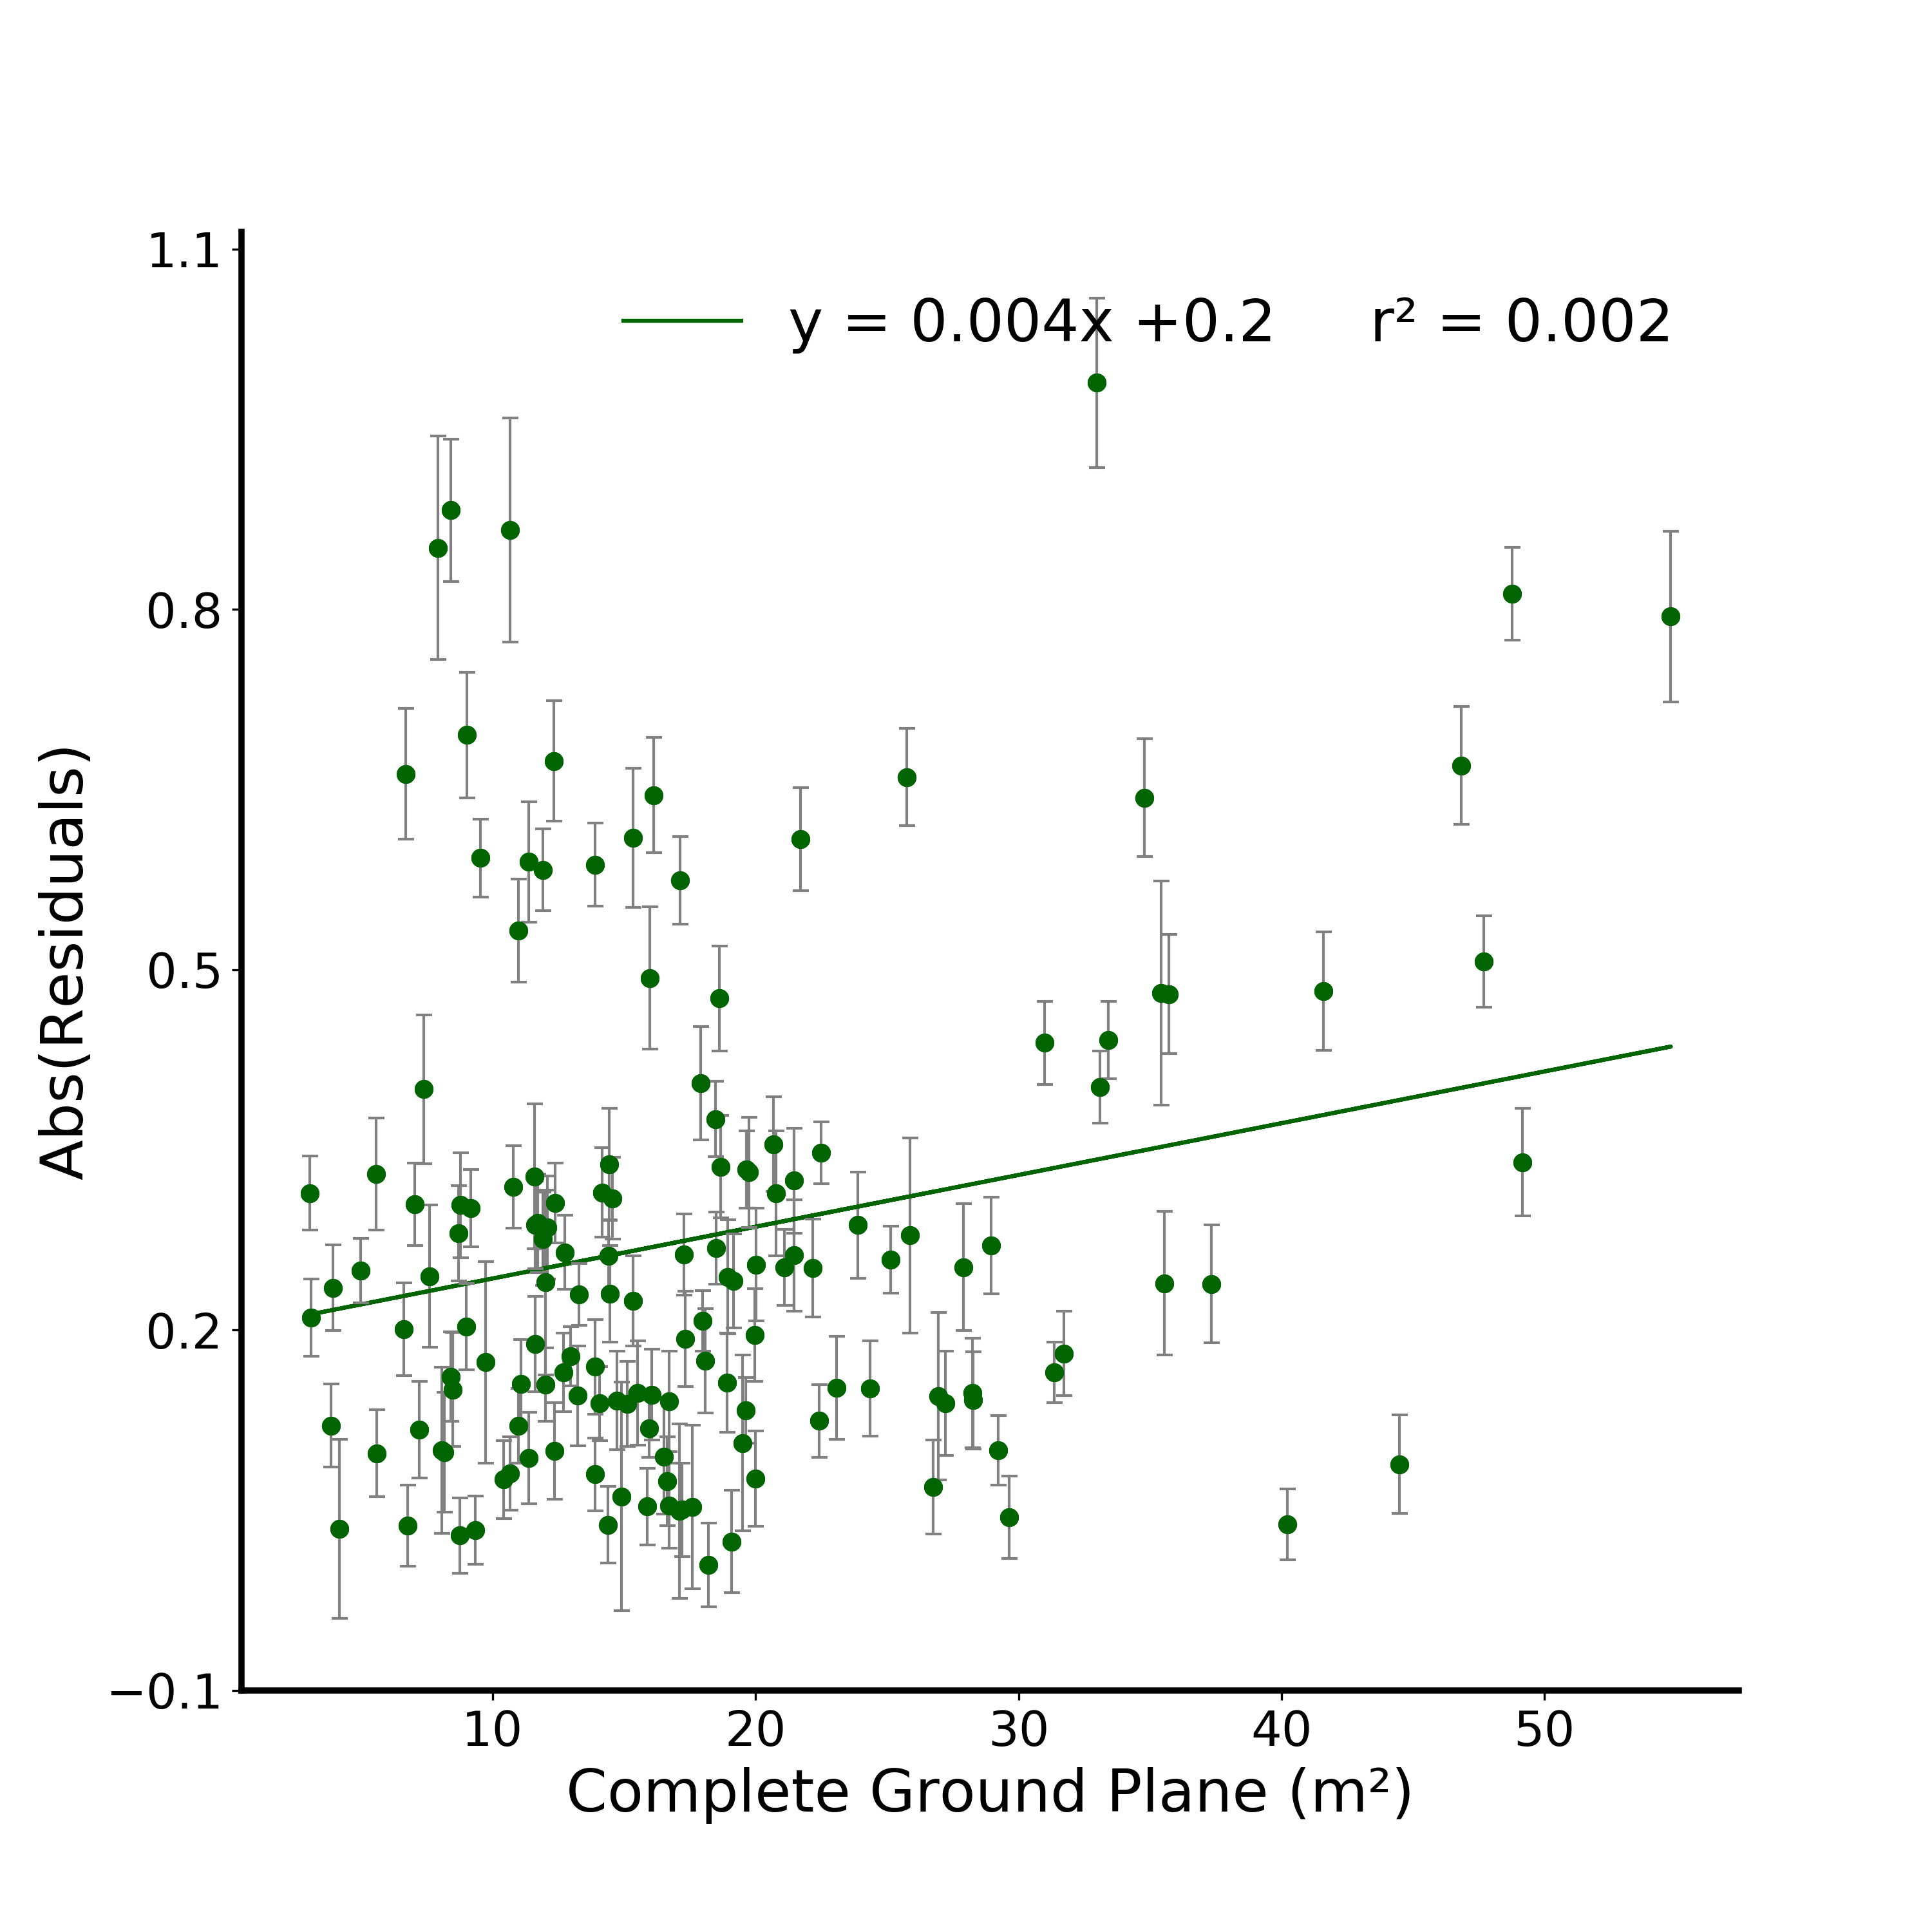 1.1
y = 0.004x +0.2 r² = 0.002
0.8
0.5
0.2
−0.1
Abs(Residuals)
10 20 30 40 50
Complete Ground Plane (m²)